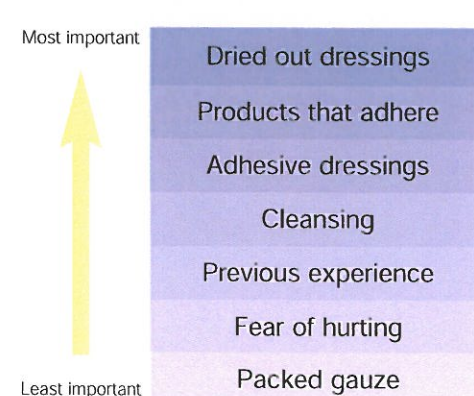 Most important
Dried out dressings
Products that adhere
Adhesive dressings
Cleansing
Previous experience
Fear of hurting
Packed gauze
Least important